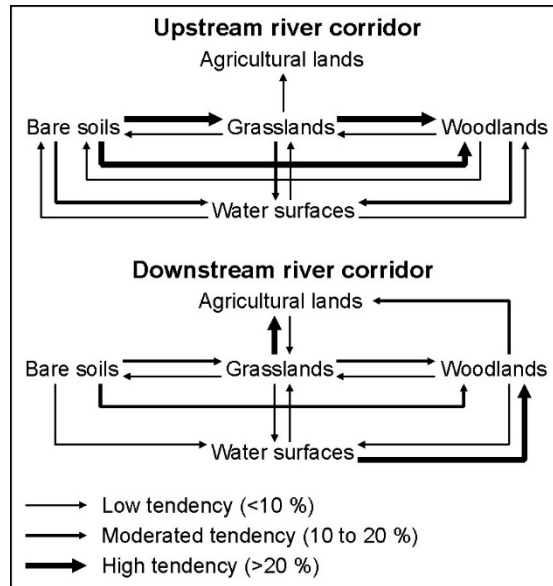 Upstream river corridor
Agricultural lands
Bare soils Grasslands Woodlands
Water surfaces
Downstream river corridor
Agricultural lands
Bare soils Grasslands Woodlands
Water surfaces
Low tendency (<10 %)
Moderated tendency (10 to 20 %)
High tendency (>20 %)